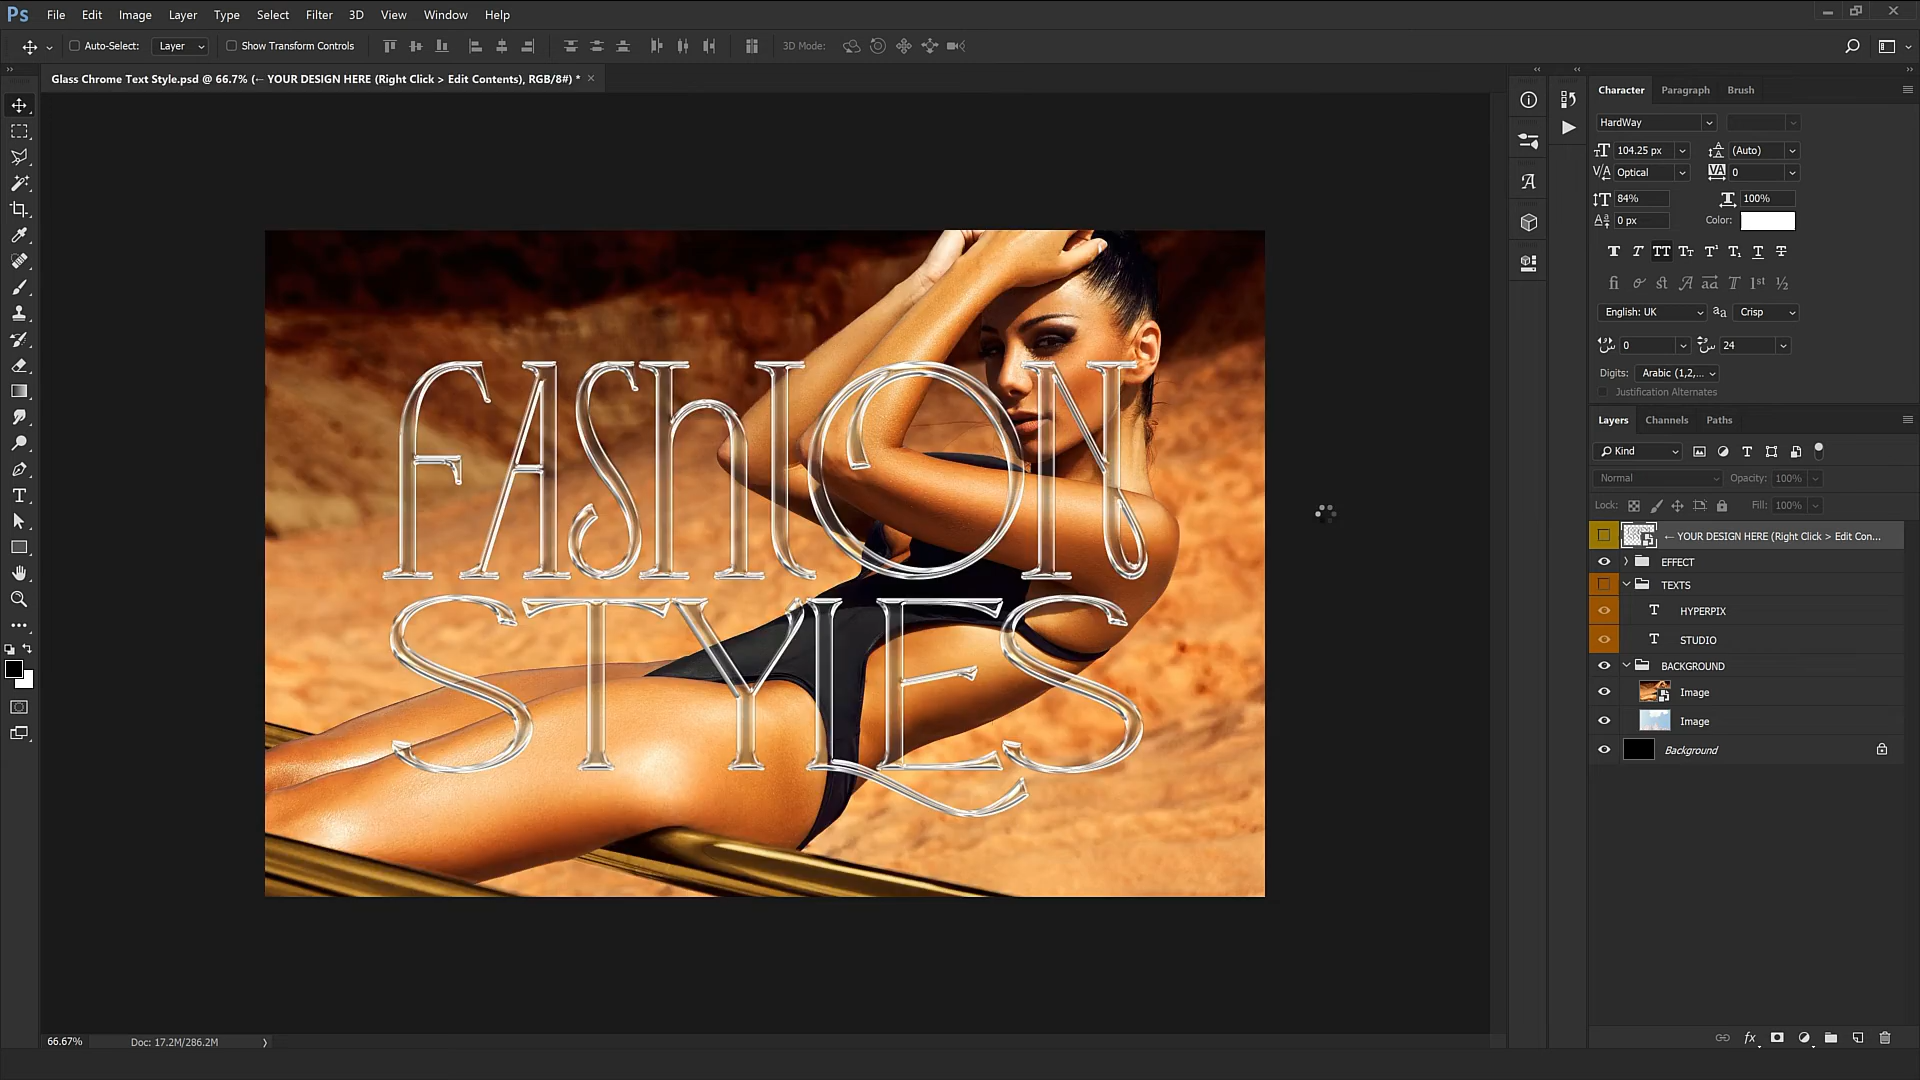 Ps File Edit Image Layer Type Select Filter 3D View Window Help
Auto-Select: Layer Show Transform Controls 3D Mode:
Glass Chrome Text Style.psd @ 66.7% (← YOUR DESIGN HERE (Right Click > Edit Contents), RGB/8#) *
Character Paragraph Brush
HardWay
104.25 px (Auto)
Optical 0
84% 100%
0 px Color:
English: UK aa Crisp
0 24
Digits: Arabic (1,2,...
Justification Alternates
Layers Channels Paths
Kind
Normal Opacity: 100%
Lock: Fill: 100%
← YOUR DESIGN HERE (Right Click > Edit Con...
EFFECT
TEXTS
HYPERPIX
STUDIO
BACKGROUND
Image
Image
Background
FASHION
STYLES
66.67% Doc: 17.2M/286.2M